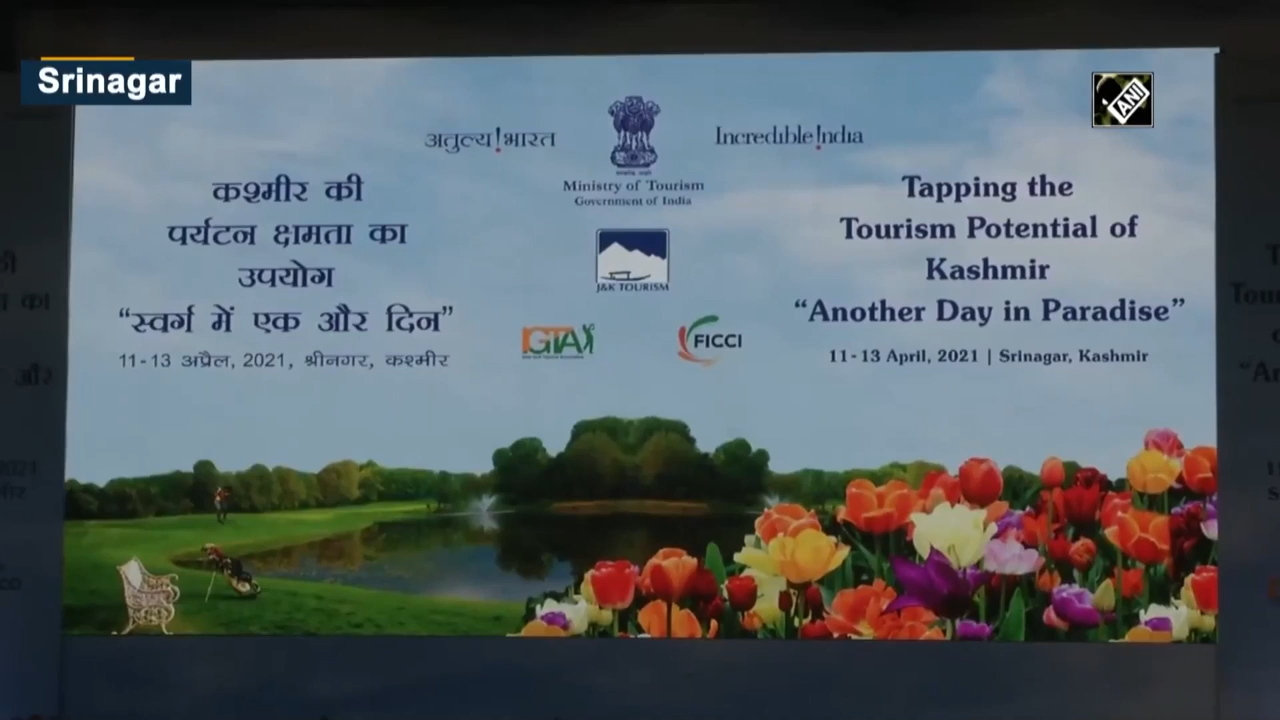 Srinagar
ANI
अतुल्य!भारत
Incredible!ndia
Ministry of Tourism
Government of India
कश्मीर की
पर्यटन क्षमता का
उपयोग
“स्वर्ग में एक और दिन”
11-13 अप्रैल, 2021, श्रीनगर, कश्मीर
J&K TOURISM
IGTA
FICCI
Tapping the
Tourism Potential of
Kashmir
“Another Day in Paradise”
11-13 April, 2021 | Srinagar, Kashmir